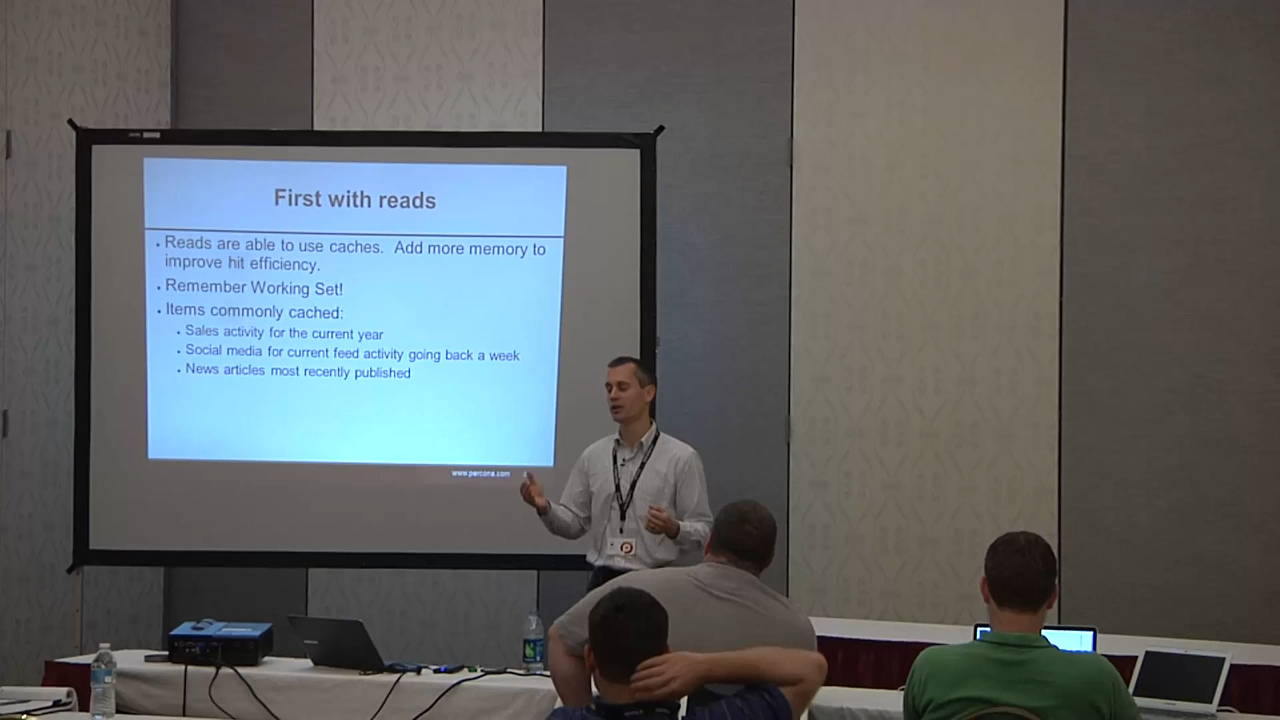 First with reads
Reads are able to use caches. Add more memory to
improve hit efficiency.
Remember Working Set!
Items commonly cached:
Sales activity for the current year
Social media for current feed activity going back a week
News articles most recently published
www.percona.com